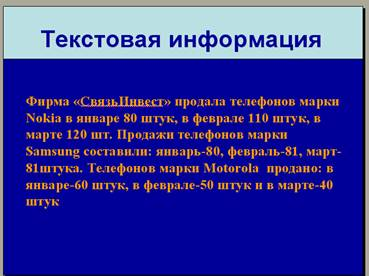 Текстовая информация
Фирма «СвязьИнвест» продала телефонов марки
Nokia в январе 80 штук, в феврале 110 штук, в
марте 120 шт. Продажи телефонов марки
Samsung составили: январь-80, февраль-81, март-
81штука. Телефонов марки Motorola продано: в
январе-60 штук, в феврале-50 штук и в марте-40
штук